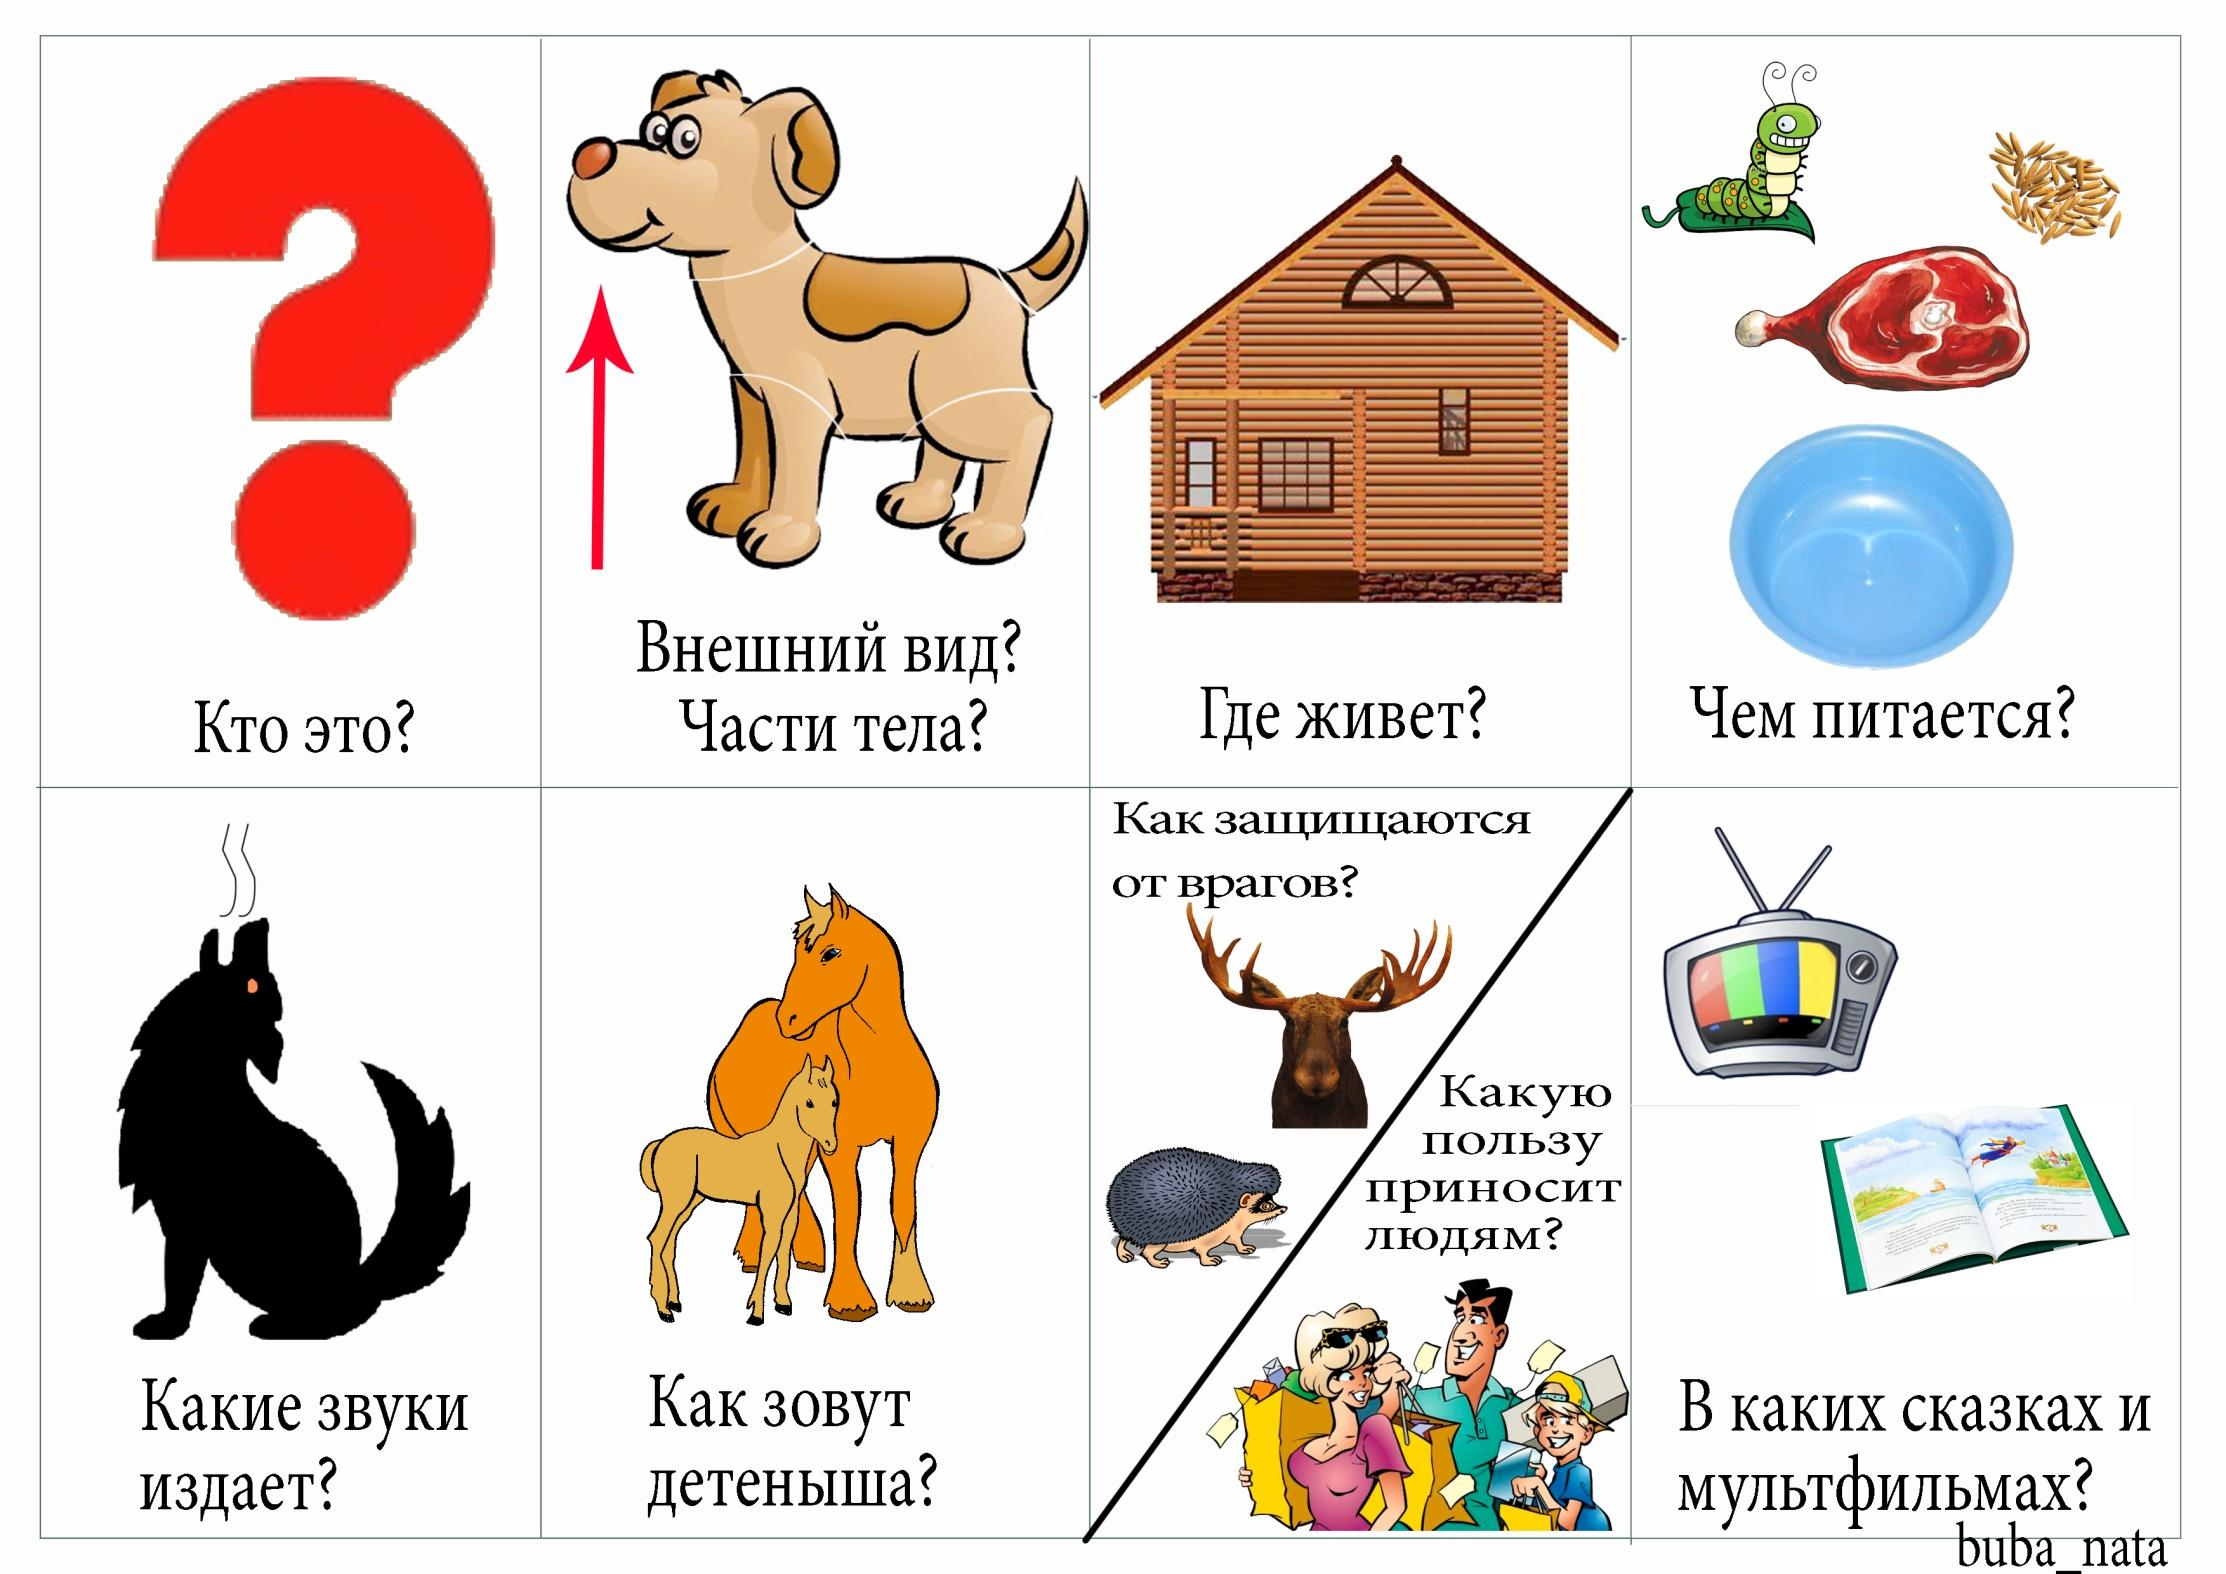 Кто это?
Внешний вид?
Части тела?
Где живет?
Чем питается?
Какие звуки
издает?
Как зовут
детеныша?
Как защищаются
от врагов?
Какую
пользу
приносит
людям?
В каких сказках и
мультфильмах?
buba_nata